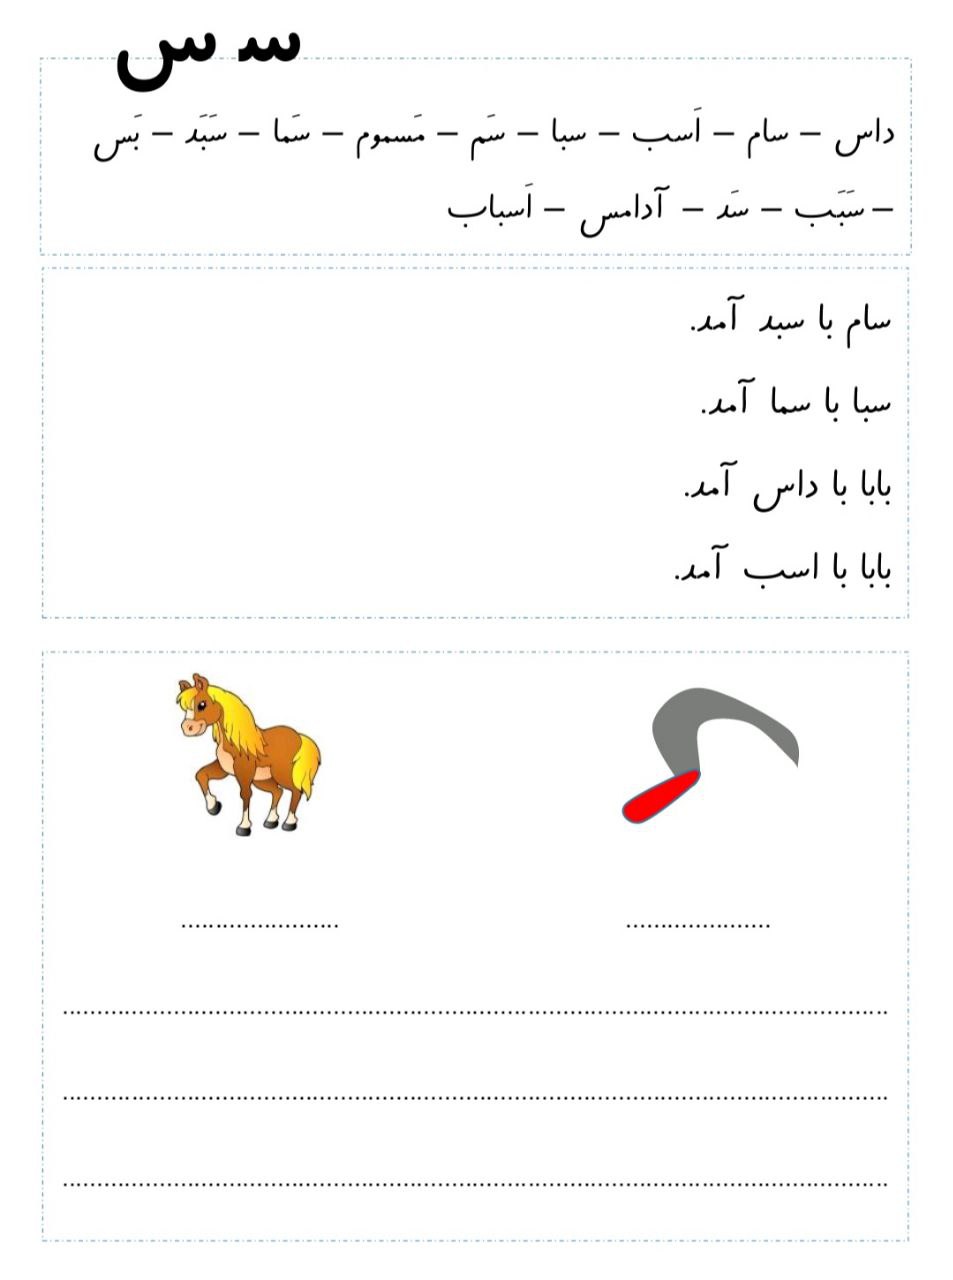 سـ س
داس – سام – اَسب – سبا – سَم – مَسموم – سَما – سَبَد – بَس
– سَبَب – سَد – آدامس – اَسباب
سام با سبد آمد.
سبا با سما آمد.
بابا با داس آمد.
بابا با اسب آمد.